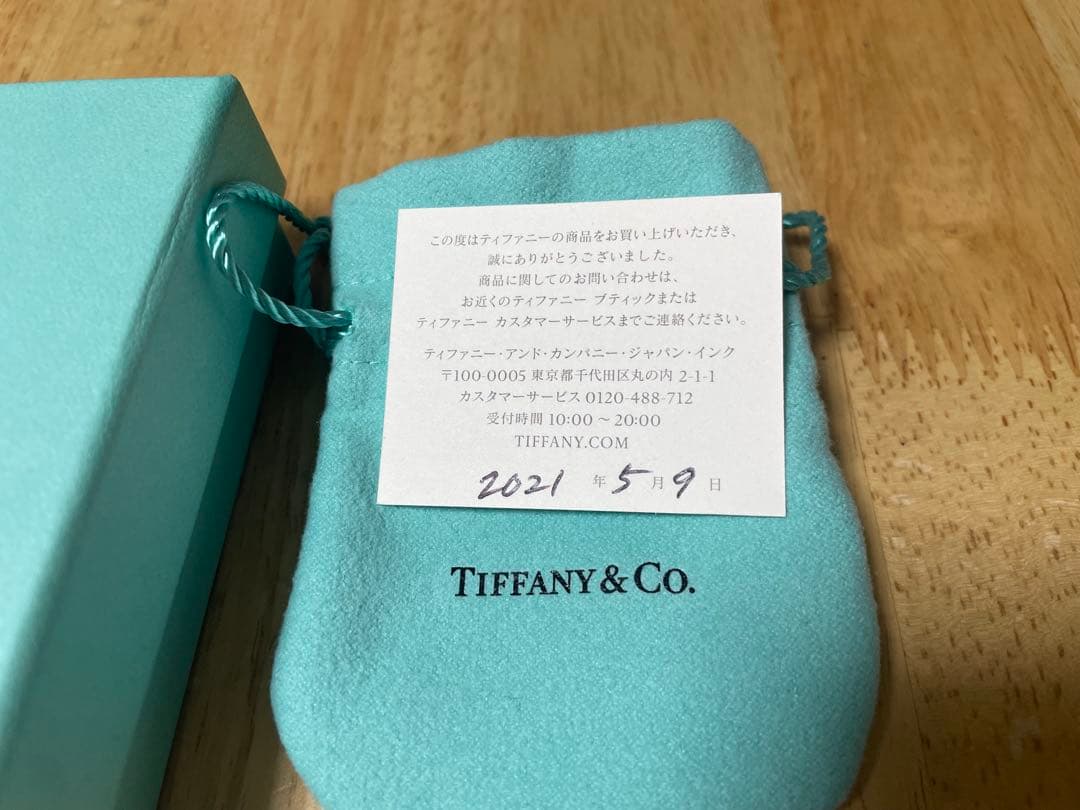 この度はティファニーの商品をお買い上げいただき、
誠にありがとうございました。
商品に関してのお問い合わせは、
お近くのティファニー ブティックまたは
ティファニー カスタマーサービスまでご連絡ください。
ティファニー・アンド・カンパニー・ジャパン・インク
〒100-0005 東京都千代田区丸の内 2-1-1
カスタマーサービス 0120-488-712
受付時間 10:00 〜 20:00
TIFFANY.COM
2021 年 5 月 9 日
TIFFANY & CO.